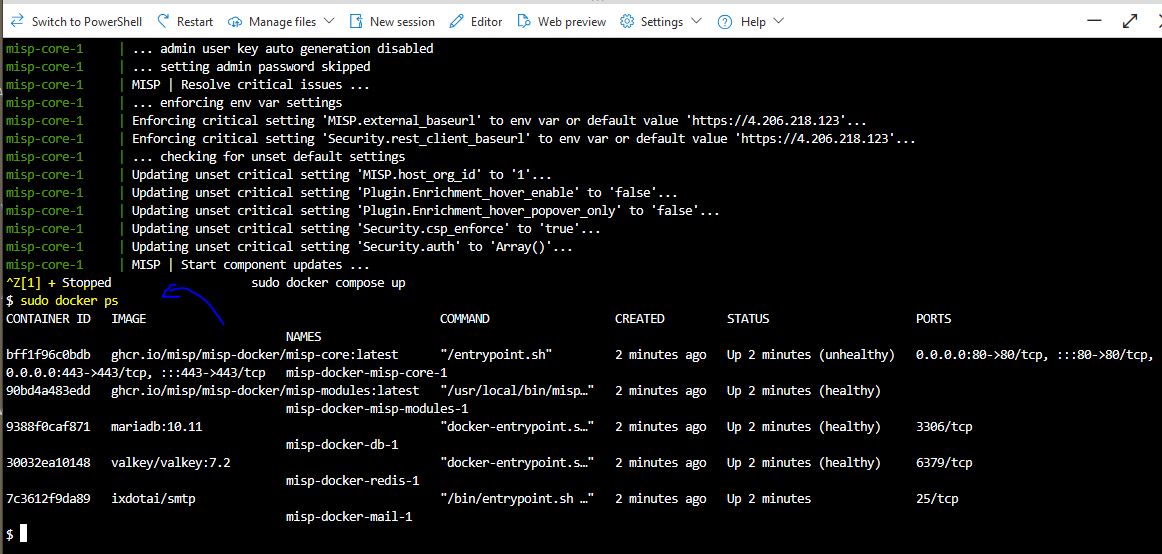 Switch to PowerShell Restart Manage files New session Editor Web preview Settings Help
misp-core-1 | ... admin user key auto generation disabled
misp-core-1 | ... setting admin password skipped
misp-core-1 | MISP | Resolve critical issues ...
misp-core-1 | ... enforcing env var settings
misp-core-1 | Enforcing critical setting 'MISP.external_baseurl' to env var or default value 'https://4.206.218.123'...
misp-core-1 | Enforcing critical setting 'Security.rest_client_baseurl' to env var or default value 'https://4.206.218.123'...
misp-core-1 | ... checking for unset default settings
misp-core-1 | Updating unset critical setting 'MISP.host_org_id' to '1'...
misp-core-1 | Updating unset critical setting 'Plugin.Enrichment_hover_enable' to 'false'...
misp-core-1 | Updating unset critical setting 'Plugin.Enrichment_hover_popover_only' to 'false'...
misp-core-1 | Updating unset critical setting 'Security.csp_enforce' to 'true'...
misp-core-1 | Updating unset critical setting 'Security.auth' to 'Array()'...
misp-core-1 | MISP | Start component updates ...
^Z[1] + Stopped sudo docker compose up
$ sudo docker ps
CONTAINER ID IMAGE COMMAND CREATED STATUS PORTS
NAMES
bff1f96c0bdb ghcr.io/misp/misp-docker/misp-core:latest "/entrypoint.sh" 2 minutes ago Up 2 minutes (unhealthy) 0.0.0.0:80->80/tcp, :::80->80/tcp,
0.0.0.0:443->443/tcp, :::443->443/tcp misp-docker-misp-core-1
90bd4a483edd ghcr.io/misp/misp-docker/misp-modules:latest "/usr/local/bin/misp…" 2 minutes ago Up 2 minutes (healthy)
misp-docker-misp-modules-1
9388f0caf871 mariadb:10.11 "docker-entrypoint.s…" 2 minutes ago Up 2 minutes (healthy) 3306/tcp
misp-docker-db-1
30032ea10148 valkey/valkey:7.2 "docker-entrypoint.s…" 2 minutes ago Up 2 minutes (healthy) 6379/tcp
misp-docker-redis-1
7c3612f9da89 ixdotai/smtp "/bin/entrypoint.sh …" 2 minutes ago Up 2 minutes 25/tcp
misp-docker-mail-1
$